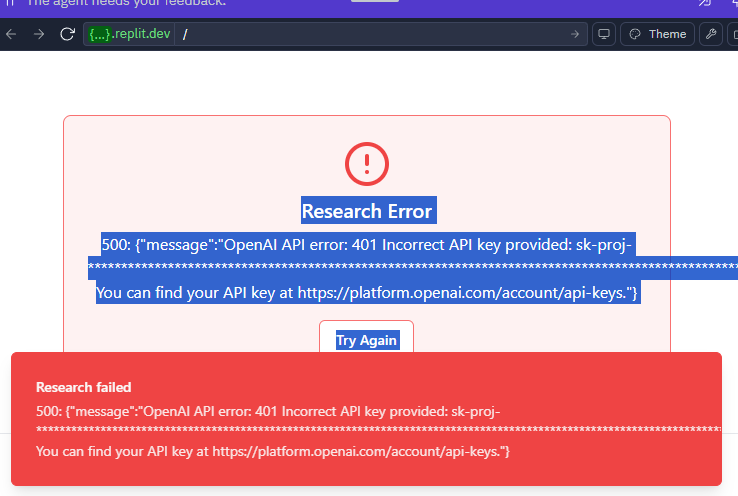 The agent needs your feedback.
{...}.replit.dev /
Theme
Research Error
500: {"message":"OpenAI API error: 401 Incorrect API key provided: sk-proj-
********************************************************************************************************
You can find your API key at https://platform.openai.com/account/api-keys."}
Try Again
Research failed
500: {"message":"OpenAI API error: 401 Incorrect API key provided: sk-proj-
************************************************************************************************************************
You can find your API key at https://platform.openai.com/account/api-keys."}